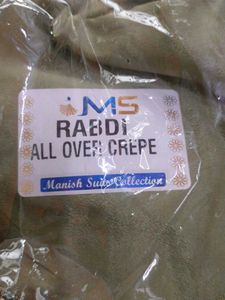 MS
RABDI
ALL OVER CREPE
Manish Suits Collection